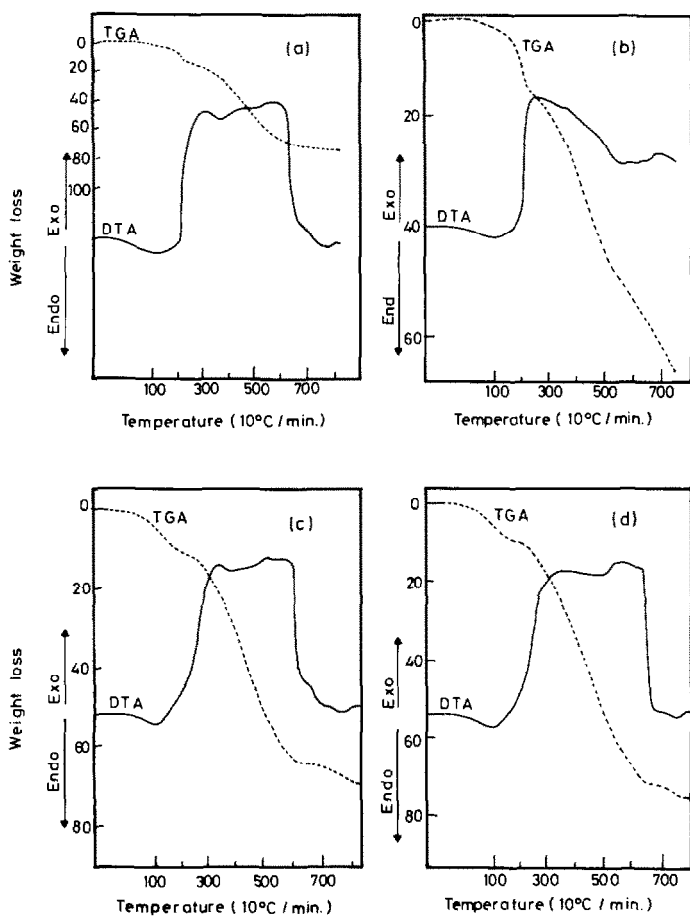 TGA
(a)
0
20
40
60
80
100
DTA
Weight loss
Exo
Endo
100
300
500
700
Temperature (10°C/min.)
TGA
(b)
0
20
40
60
DTA
Exo
End
100
300
500
700
Temperature (10°C/min.)
TGA
(c)
0
20
40
60
80
DTA
Weight loss
Exo
Endo
100
300
500
700
Temperature (10°C/min.)
TGA
(d)
0
20
40
60
80
DTA
Exo
Endo
100
300
500
700
Temperature (10°C/min.)